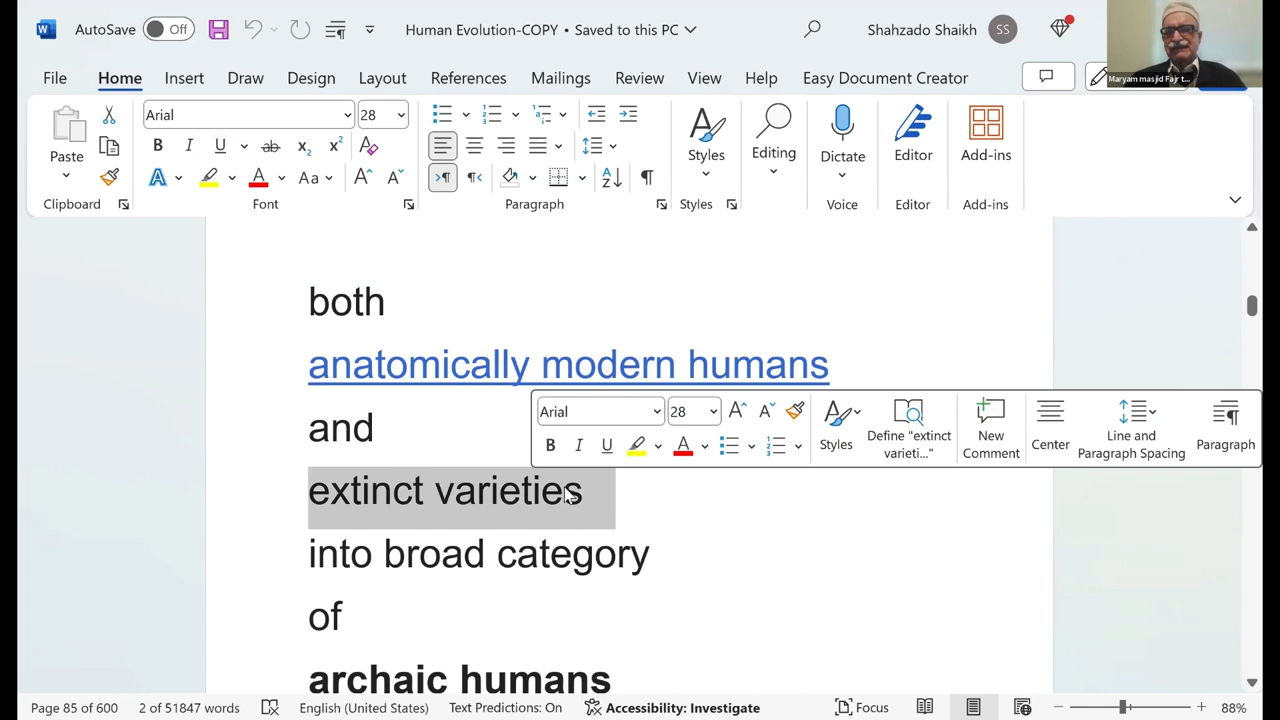 AutoSave Off Human Evolution-COPY • Saved to this PC Shahzado Shaikh SS
Maryam masjid Fajr t...
File Home Insert Draw Design Layout References Mailings Review View Help Easy Document Creator
Arial 28
Paste Styles Editing Dictate Editor Add-ins
Clipboard Font Paragraph Styles Voice Editor Add-ins
both
anatomically modern humans
and
Arial 28 Styles Define "extinct varieti..." New Comment Center Line and Paragraph Spacing Paragraph
extinct varieties
into broad category
of
archaic humans
Page 85 of 600 2 of 51847 words English (United States) Text Predictions: On Accessibility: Investigate Focus 88%